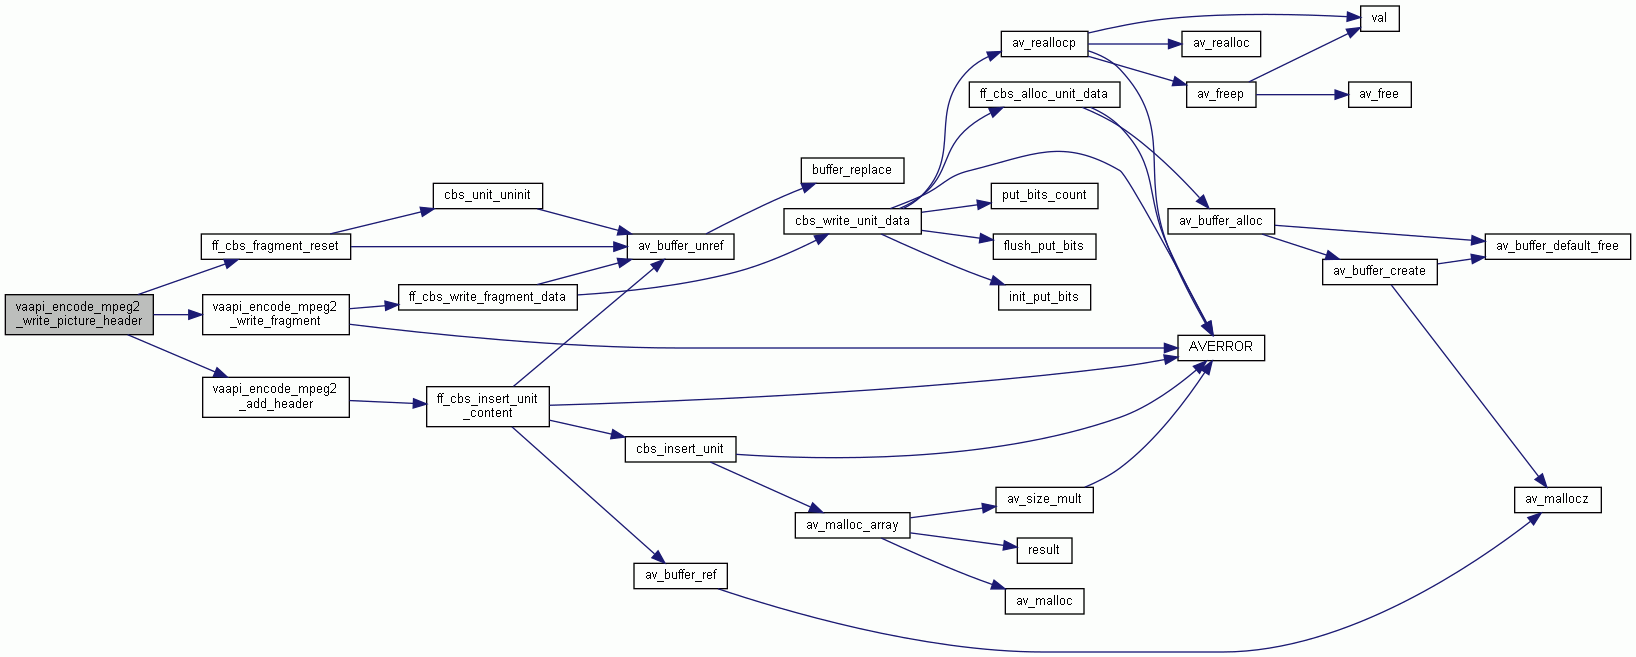 val
av_reallocp
av_realloc
ff_cbs_alloc_unit_data
av_freep
av_free
buffer_replace
cbs_unit_uninit
put_bits_count
cbs_write_unit_data
av_buffer_alloc
ff_cbs_fragment_reset
av_buffer_unref
flush_put_bits
av_buffer_default_free
av_buffer_create
vaapi_encode_mpeg2
_write_picture_header
vaapi_encode_mpeg2
_write_fragment
ff_cbs_write_fragment_data
init_put_bits
AVERROR
vaapi_encode_mpeg2
_add_header
ff_cbs_insert_unit
_content
cbs_insert_unit
av_size_mult
av_mallocz
av_malloc_array
result
av_buffer_ref
av_malloc